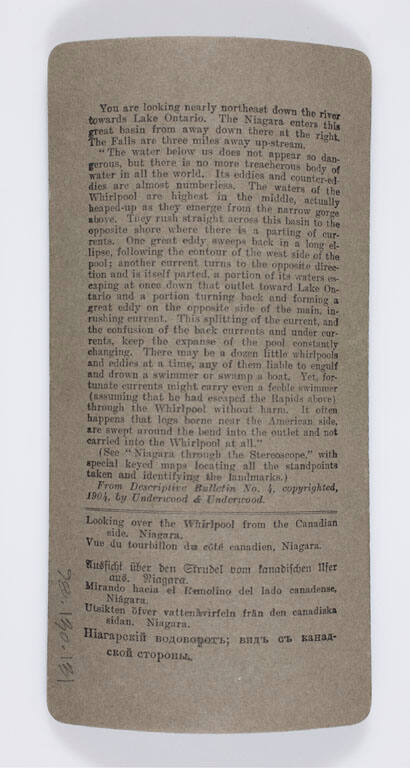 You are looking nearly northeast down the river
towards Lake Ontario. The Niagara enters this
great basin from away down there at the right.
The Falls are three miles away up-stream.
"The water below us does not appear so dan-
gerous, but there is no more treacherous body of
water in all the world. Its eddies and counter-ed-
dies are almost numberless. The waters of the
Whirlpool are highest in the middle, actually
heaped-up as they emerge from the narrow gorge
above. They rush straight across this basin to the
opposite shore where there is a parting of cur-
rents. One great eddy sweeps back in a long el-
lipse, following the contour of the west side of the
pool; another current turns to the opposite direc-
tion and is itself parted, a portion of its waters es-
caping at once down that outlet toward Lake On-
tario and a portion turning back and forming a
great eddy on the opposite side of the main, in-
rushing current. This splitting of the current, and
the confusion of the back currents and under cur-
rents, keep the expanse of the pool constantly
changing. There may be a dozen little whirlpools
and eddies at a time, any of them liable to engulf
and drown a swimmer or swamp a boat. Yet, for-
tunate currents might carry even a feeble swimmer
(assuming that he had escaped the Rapids above)
through the Whirlpool without harm. It often
happens that logs borne near the American side,
are swept around the bend into the outlet and not
carried into the Whirlpool at all."
(See "Niagara through the Stereoscope," with
special keyed maps locating all the standpoints
taken and identifying the landmarks.)
From Descriptive Bulletin No. 4, copyrighted,
1904, by Underwood & Underwood.
Looking over the Whirlpool from the Canadian
side. Niagara.
Vue du tourbillon du côté canadien, Niagara.
Aussicht über den Strudel vom kanadischen Ufer
aus. Niagara.
Mirando hacia el Remolino del lado canadense,
Niágara.
Utsikten öfver vattenhvirfeln från den canadiska
sidan. Niagara.
Ніагарскій водоворотъ; видъ съ канад-
ской стороны.